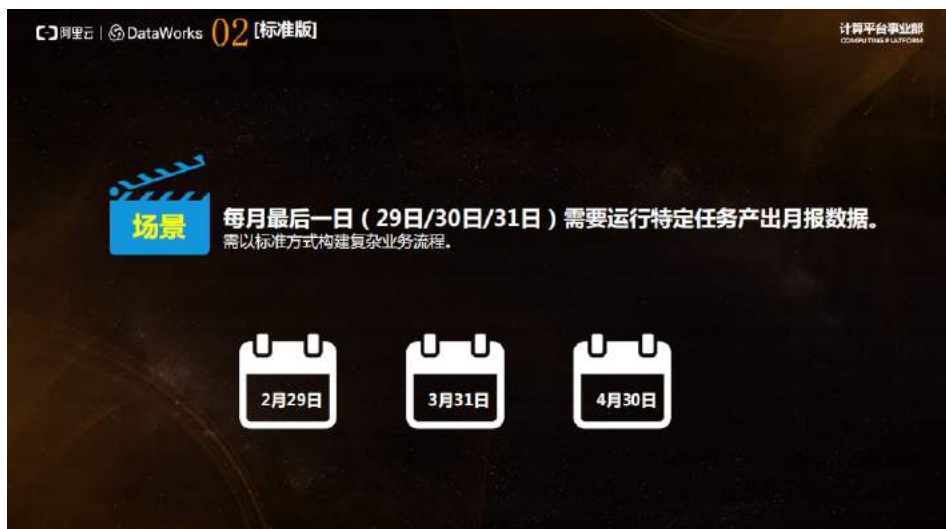 阿里云 | DataWorks 02 [标准版]
计算平台事业部
COMPUTING PLATFORM
场景
每月最后一日(29日/30日/31日)需要运行特定任务产出月报数据。
需以标准方式构建复杂业务流程。
2月29日 3月31日 4月30日